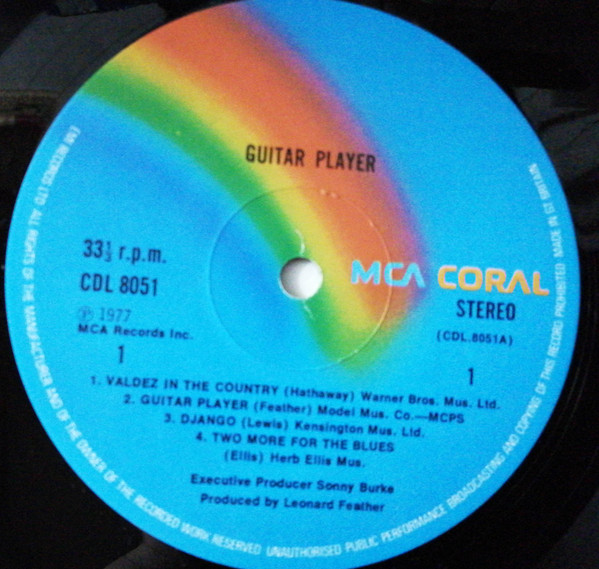 GUITAR PLAYER
33⅓ r.p.m.
CDL 8051
MCA CORAL
STEREO
(CDL.8051A)
℗ 1977
MCA Records Inc.
1
1
1. VALDEZ IN THE COUNTRY (Hathaway) Warner Bros. Mus. Ltd.
2. GUITAR PLAYER (Feather) Model Mus. Co.—MCPS
3. DJANGO (Lewis) Kensington Mus. Ltd.
4. TWO MORE FOR THE BLUES
(Ellis) Herb Ellis Mus.
Executive Producer Sonny Burke
Produced by Leonard Feather
EMI RECORDS LTD. ALL RIGHTS OF THE MANUFACTURER AND OF THE OWNER OF THE RECORDED WORK RESERVED UNAUTHORISED PUBLIC PERFORMANCE BROADCASTING AND COPYING OF THIS RECORD PROHIBITED MADE IN GT BRITAIN